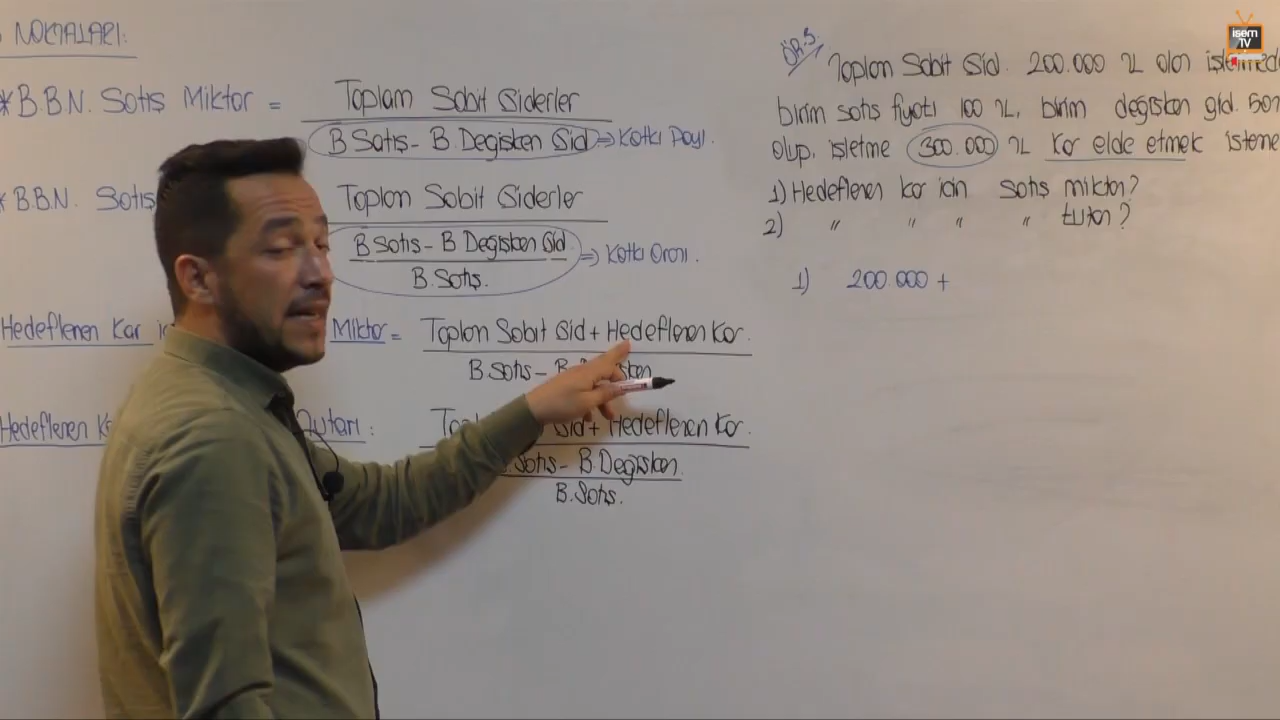 NOKTALARI:
*B.B.N. Satış Miktar = Toplam Sabit Giderler
B Satış - B. Değişken Gid => Katkı Payı.
*B.B.N. Satış Toplam Sabit Giderler
B Satış - B Değişken Gid => Katkı Oranı.
B. Satış.
Hedeflenen Kar Miktar = Toplam Sabit Gid + Hedeflenen Kar.
B. Satış -
Hedeflenen Tutarı: Gid + Hedeflenen Kar.
Satış - B. Değişken.
B. Satış.
ÖR.3. Toplam Sabit Gid. 200.000 TL olan işletmede
birim satış fiyatı 100 TL, birim değişken gid. 50
olup, işletme 300.000 TL kar elde etmek isteme
1) Hedeflenen kar için satış miktarı?
2) " " " " tutarı?
1) 200.000 +
isem
TV